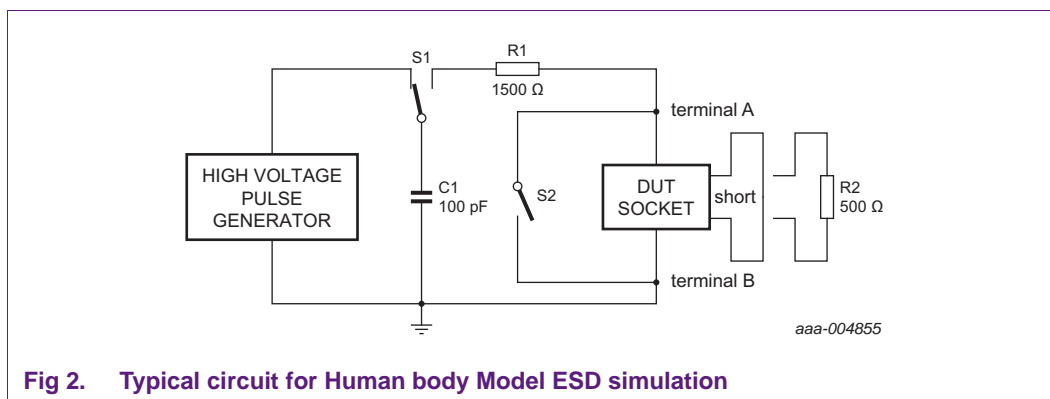 S1
R1
1500 Ω
terminal A
HIGH VOLTAGE
PULSE
GENERATOR
C1
100 pF
S2
DUT
SOCKET
short
R2
500 Ω
terminal B
aaa-004855
Fig 2. Typical circuit for Human body Model ESD simulation